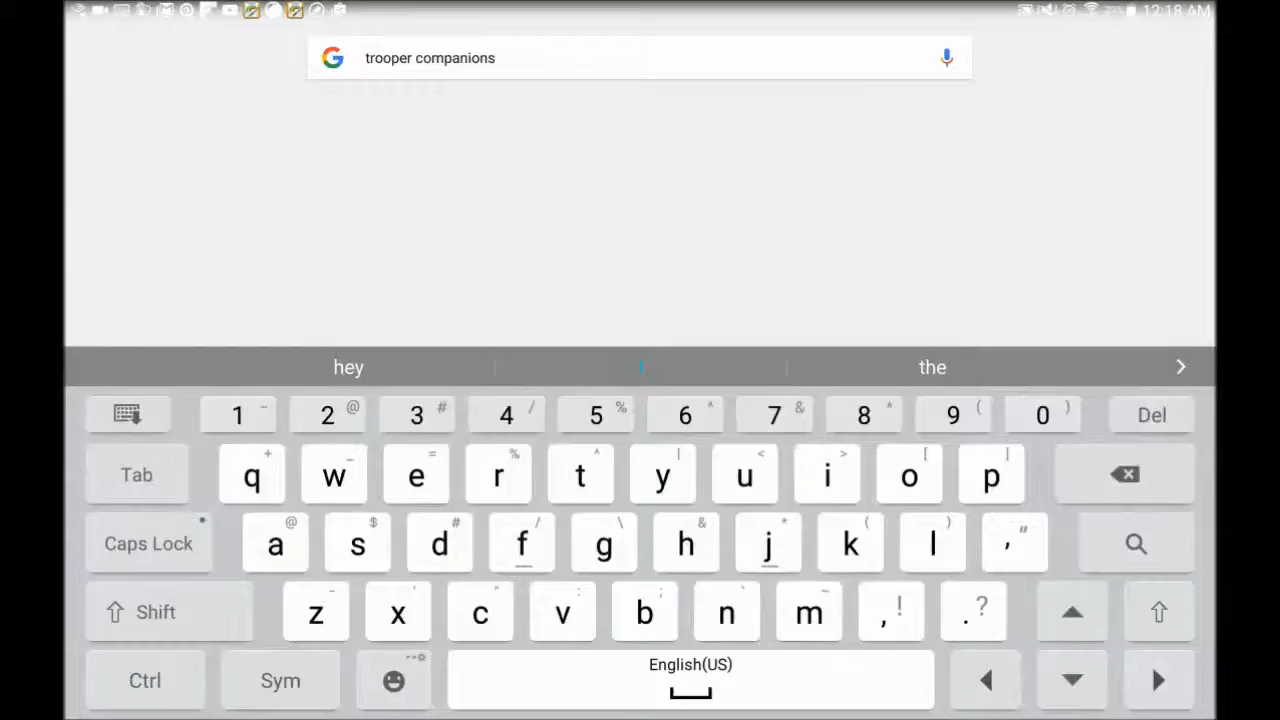 12:18 AM
trooper companions
hey the
1 - 2 @ 3 # 4 / 5 % 6 ^ 7 & 8 * 9 ( 0 ) Del
Tab q + w _ e = r % t ^ y | u < i > o [ p ]
Caps Lock a @ s $ d # f / g \ h & j * k ( l ) ' "
Shift z - x ' c " v : b ; n ` m ~ , ! . ?
Ctrl Sym English(US)